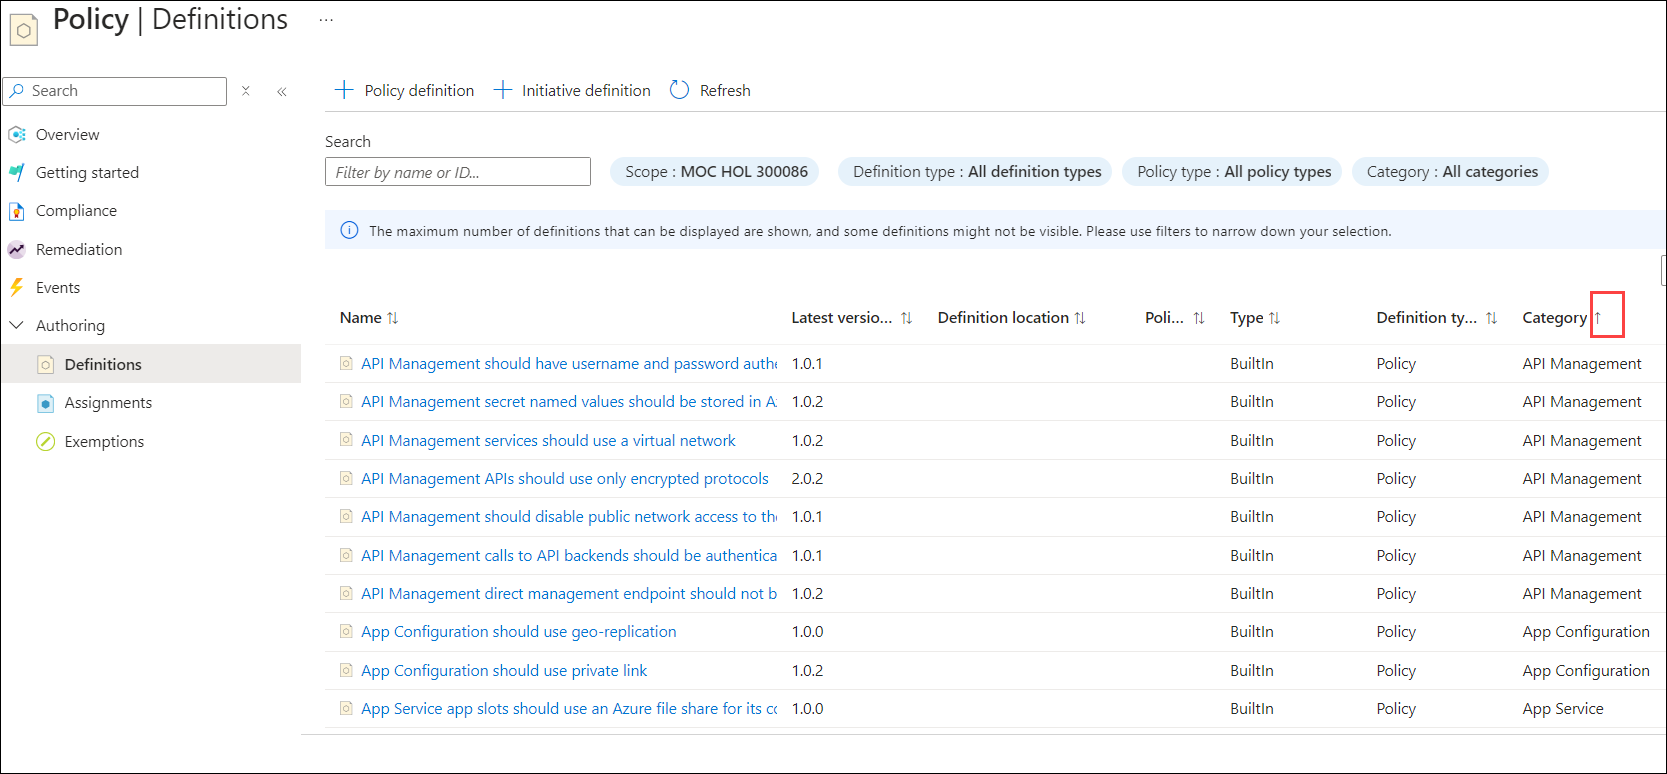 Policy | Definitions ...
Search
Overview
Getting started
Compliance
Remediation
Events
Authoring
Definitions
Assignments
Exemptions
Policy definition Initiative definition Refresh
Search
Filter by name or ID...
Scope : MOC HOL 300086 Definition type : All definition types Policy type : All policy types Category : All categories
The maximum number of definitions that can be displayed are shown, and some definitions might not be visible. Please use filters to narrow down your selection.
Name Latest versio... Definition location Poli... Type Definition ty... Category
API Management should have username and password authe 1.0.1 BuiltIn Policy API Management
API Management secret named values should be stored in Az 1.0.2 BuiltIn Policy API Management
API Management services should use a virtual network 1.0.2 BuiltIn Policy API Management
API Management APIs should use only encrypted protocols 2.0.2 BuiltIn Policy API Management
API Management should disable public network access to the 1.0.1 BuiltIn Policy API Management
API Management calls to API backends should be authentica 1.0.1 BuiltIn Policy API Management
API Management direct management endpoint should not b 1.0.2 BuiltIn Policy API Management
App Configuration should use geo-replication 1.0.0 BuiltIn Policy App Configuration
App Configuration should use private link 1.0.2 BuiltIn Policy App Configuration
App Service app slots should use an Azure file share for its co 1.0.0 BuiltIn Policy App Service